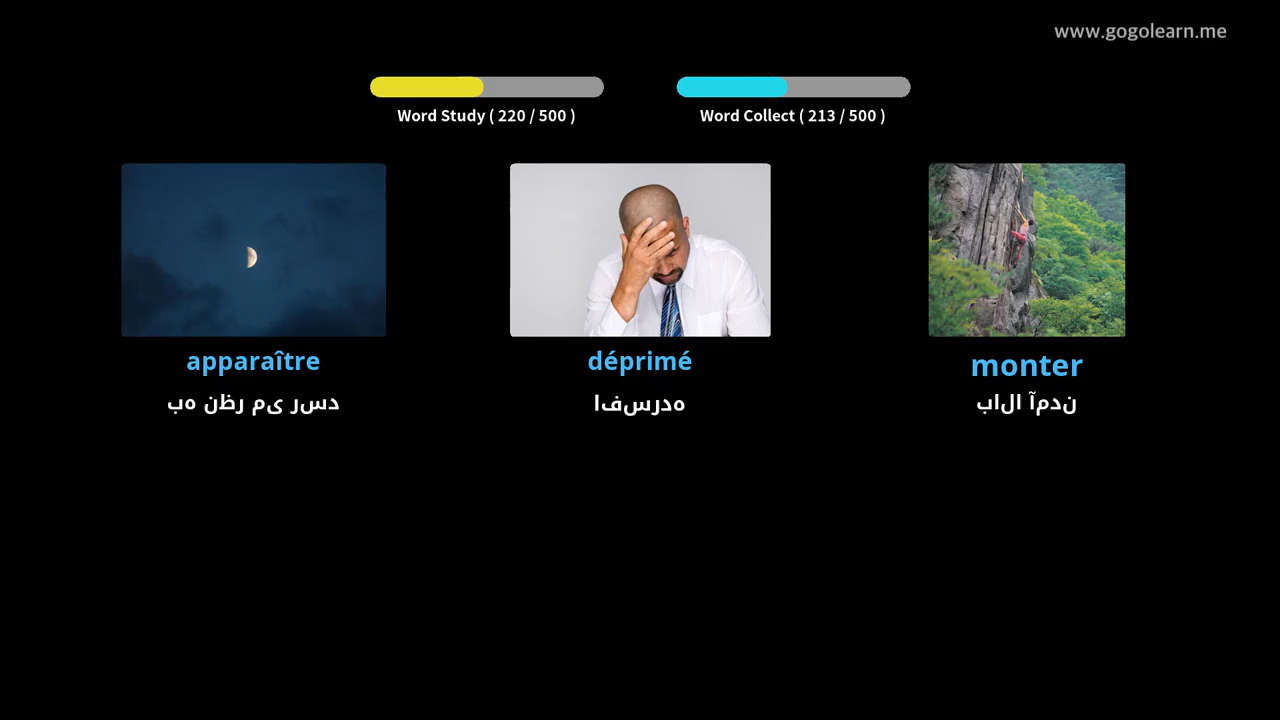 www.gogolearn.me
Word Study ( 220 / 500 )
Word Collect ( 213 / 500 )
apparaître
دسر یم رظن هب
déprimé
هدرسفا
monter
ندمآ الاب